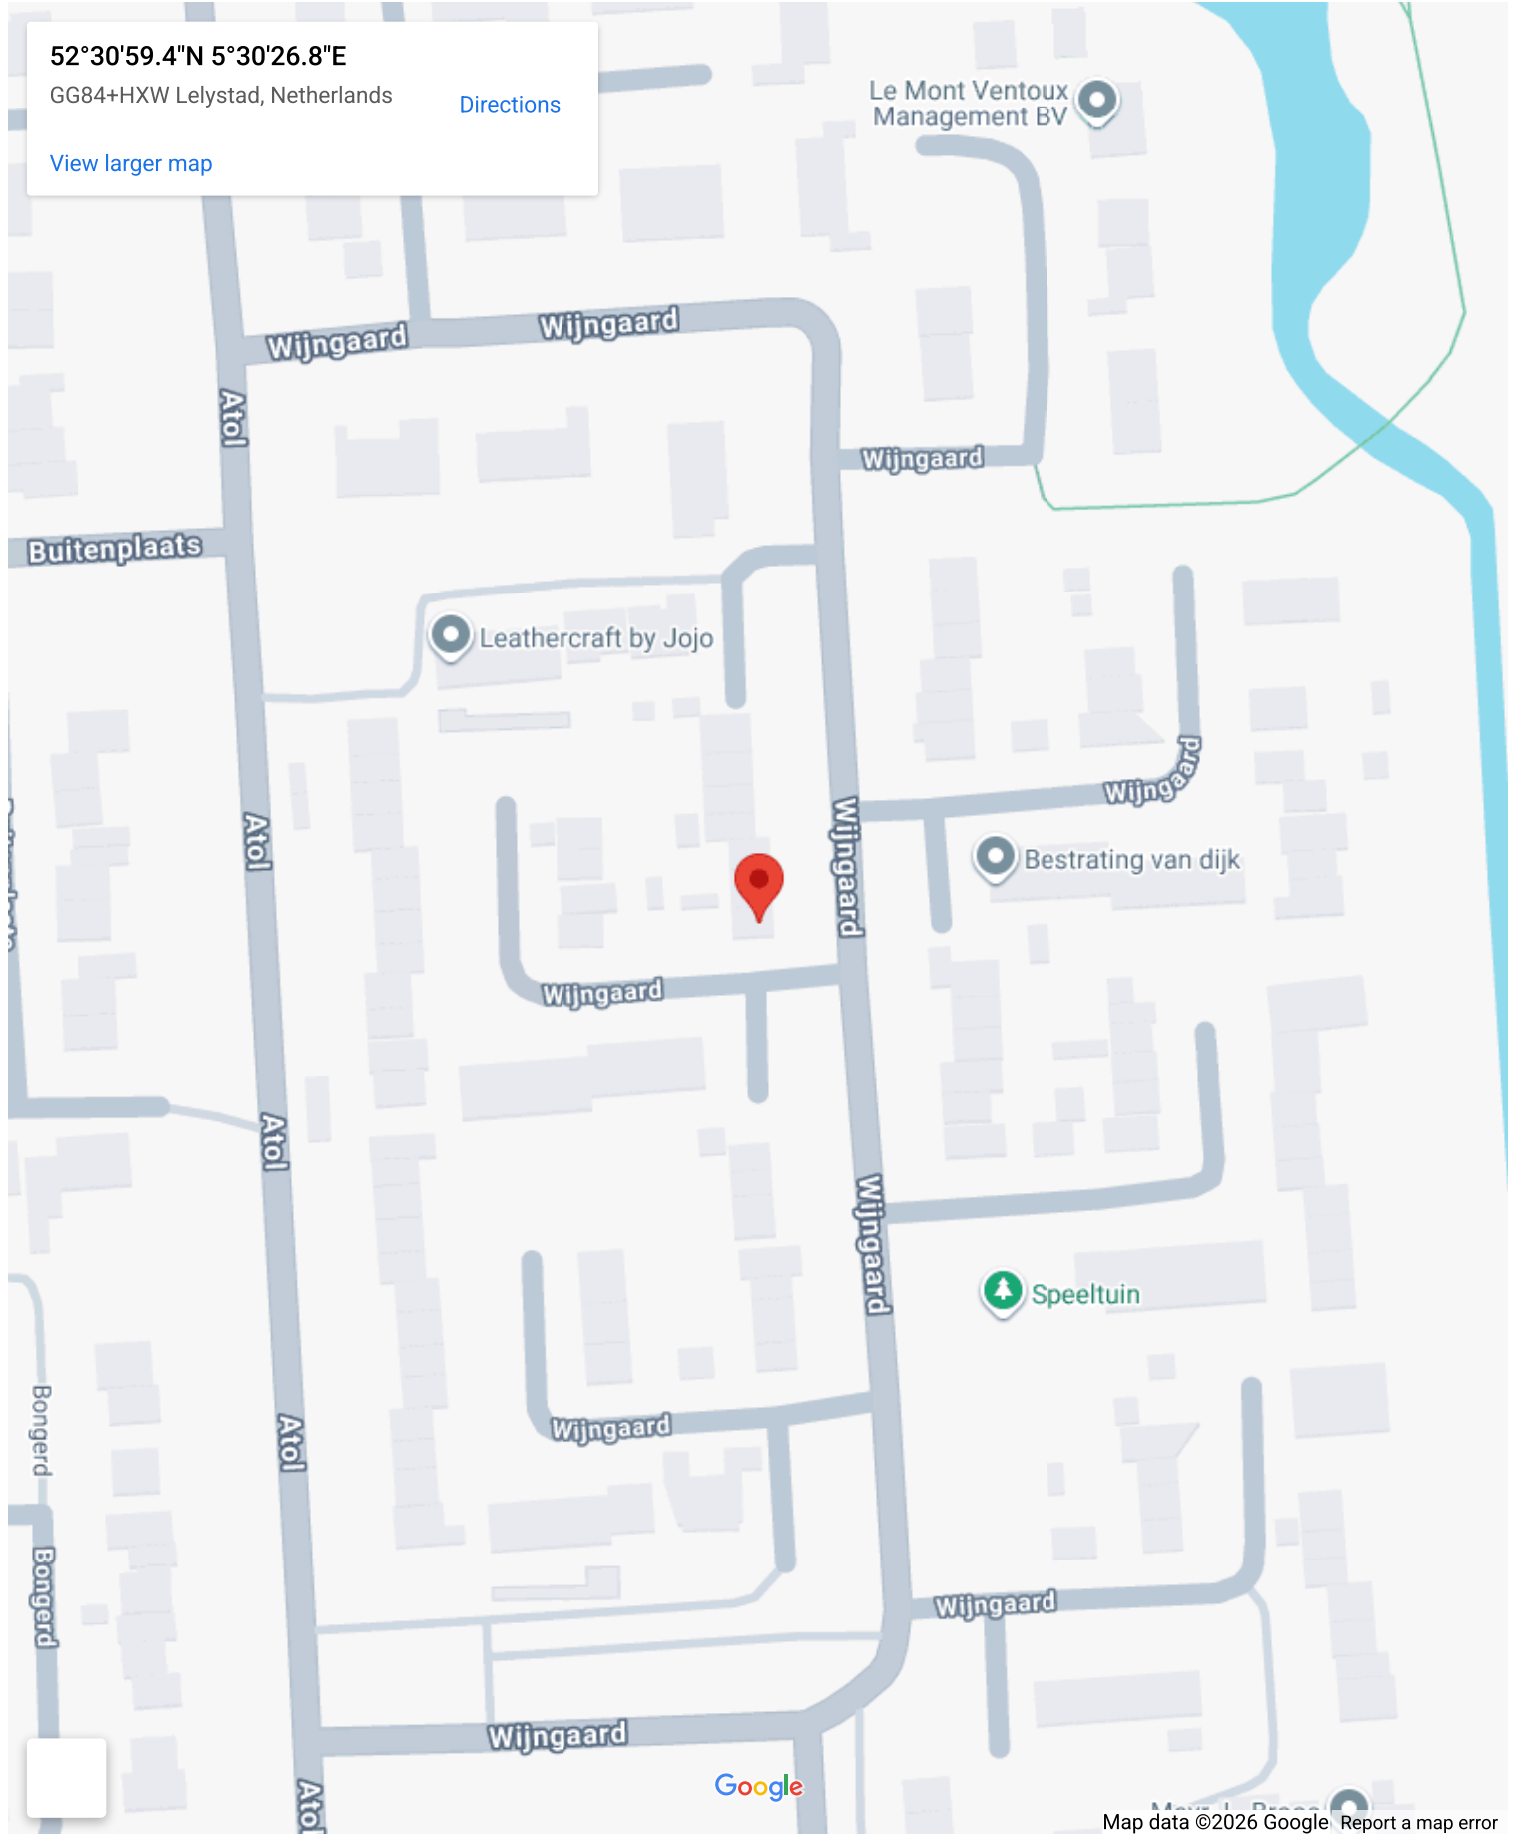 52°30'59.4"N 5°30'26.8"E
GG84+HXW Lelystad, Netherlands
Directions
View larger map
Le Mont Ventoux
Management BV
Wijngaard
Wijngaard
Atol
Wijngaard
Buitenplaats
Leathercraft by Jojo
Wijngaard
Atol
Wijngaard
Bestrating van dijk
Wijngaard
Atol
Wijngaard
Speeltuin
Bongerd
Atol
Wijngaard
Bongerd
Wijngaard
Wijngaard
Atol
Google
Map data ©2026 Google
Report a map error